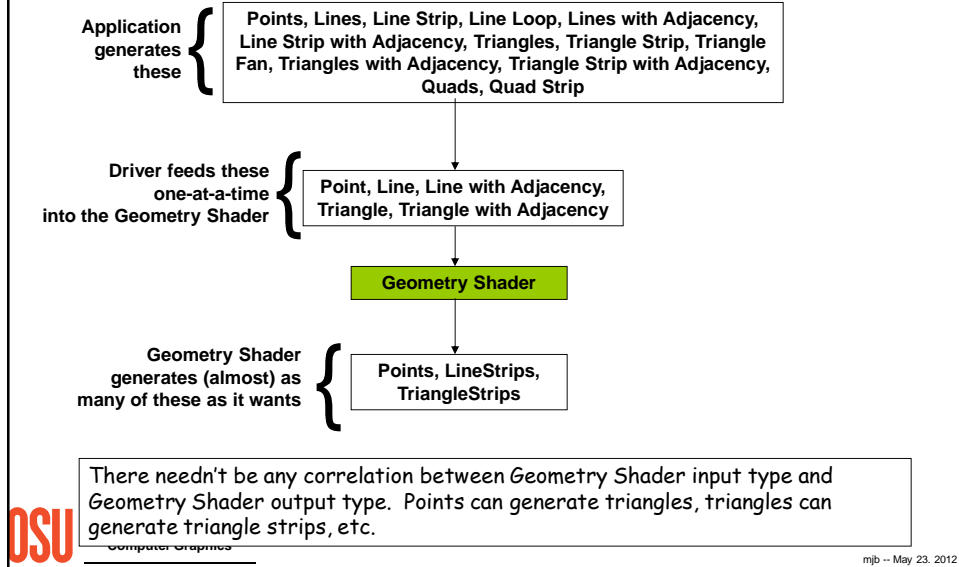 Application
generates
these
Points, Lines, Line Strip, Line Loop, Lines with Adjacency,
Line Strip with Adjacency, Triangles, Triangle Strip, Triangle
Fan, Triangles with Adjacency, Triangle Strip with Adjacency,
Quads, Quad Strip
Driver feeds these
one-at-a-time
into the Geometry Shader
Point, Line, Line with Adjacency,
Triangle, Triangle with Adjacency
Geometry Shader
Geometry Shader
generates (almost) as
many of these as it wants
Points, LineStrips,
TriangleStrips
There needn't be any correlation between Geometry Shader input type and
Geometry Shader output type.  Points can generate triangles, triangles can
generate triangle strips, etc.
OSU
Computer Graphics
mjb -- May 23. 2012